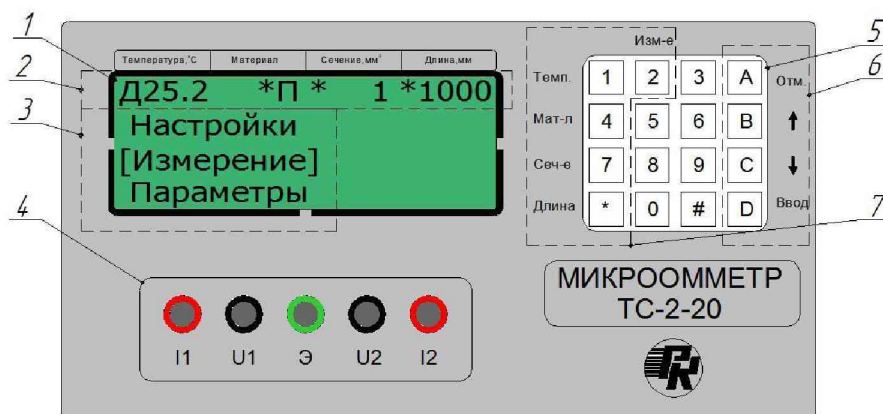 1
2
3
4
5
6
7
Температура,°С Материал Сечение,мм² Длина,мм
Д25.2 *П * 1 *1000
Настройки
[Измерение]
Параметры
Изм-е
Темп. 1 2 3 A Отм.
Мат-л 4 5 6 B ↑
Сеч-е 7 8 9 C ↓
Длина * 0 # D Ввод
МИКРООММЕТР
ТС-2-20
I1 U1 Э U2 I2